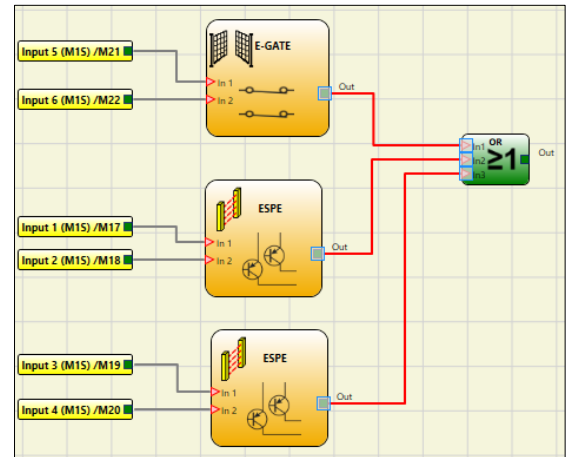 E-GATE
Input 5 (M1S) /M21
In 1
Out
Input 6 (M1S) /M22
In 2
OR
In1
≥1
Out
In2
In3
ESPE
Input 1 (M1S) /M17
In 1
Out
Input 2 (M1S) /M18
In 2
ESPE
Input 3 (M1S) /M19
In 1
Out
Input 4 (M1S) /M20
In 2